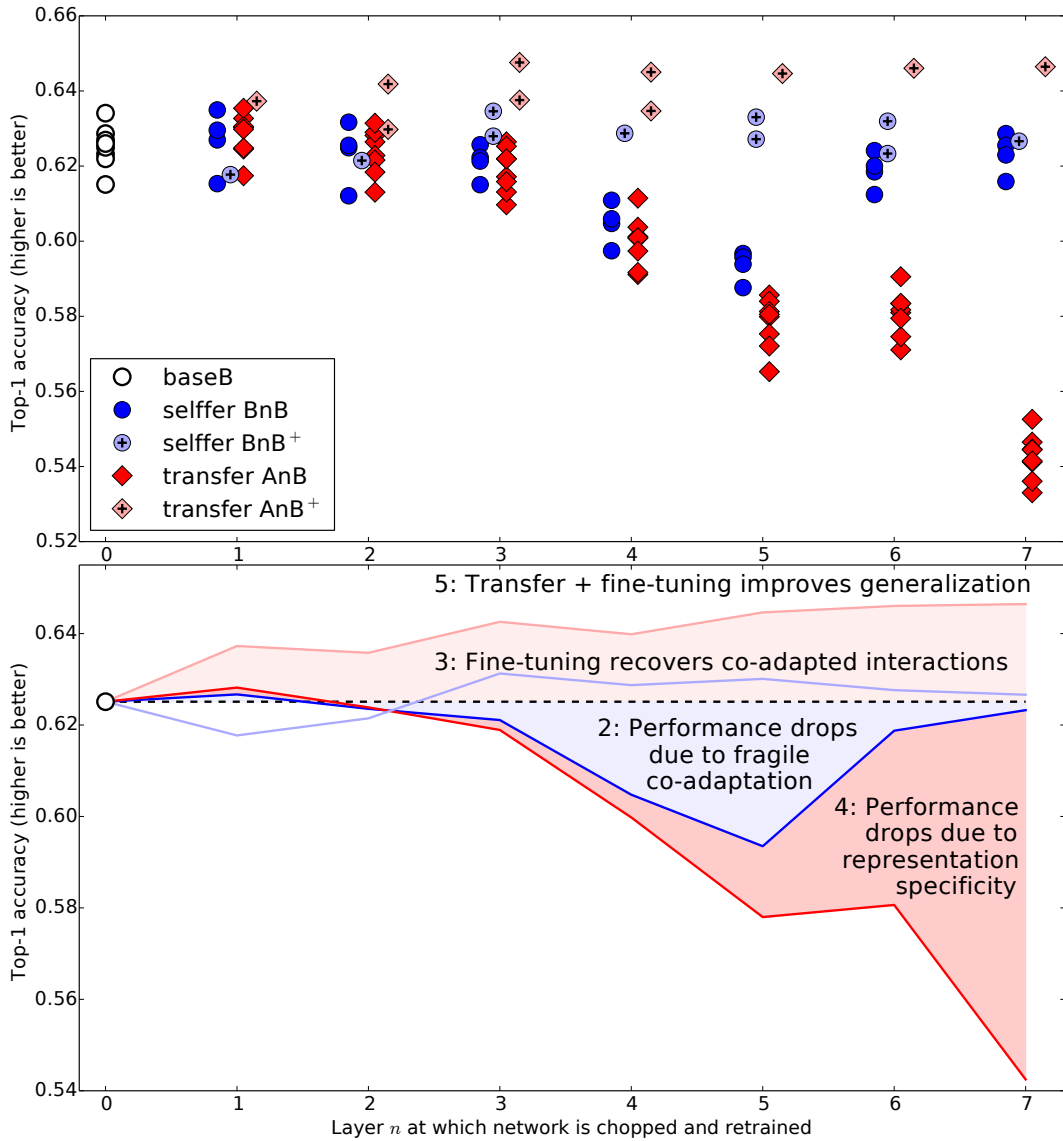 0.66
0.64
0.62
0.60
0.58
0.56
0.54
0.52
Top-1 accuracy (higher is better)
baseB
selffer BnB
selffer BnB+
transfer AnB
transfer AnB+
0 1 2 3 4 5 6 7
5: Transfer + fine-tuning improves generalization
3: Fine-tuning recovers co-adapted interactions
2: Performance drops
due to fragile
co-adaptation
4: Performance
drops due to
representation
specificity
0.64
0.62
0.60
0.58
0.56
0.54
Top-1 accuracy (higher is better)
0 1 2 3 4 5 6 7
Layer n at which network is chopped and retrained